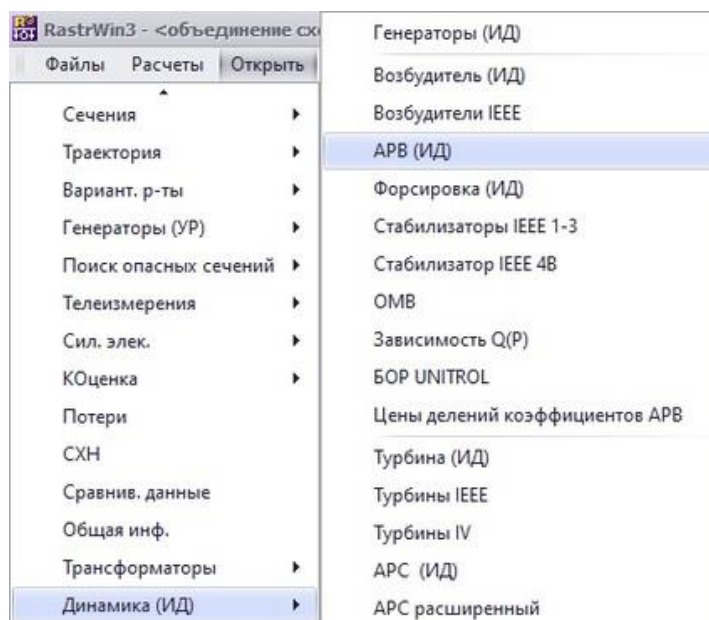 RastrWin3 - <объединение сх
Файлы Расчеты Открыть
Сечения
Траектория
Вариант. р-ты
Генераторы (УР)
Поиск опасных сечений
Телеизмерения
Сил. элек.
КОценка
Потери
СХН
Сравнив. данные
Общая инф.
Трансформаторы
Динамика (ИД)
Генераторы (ИД)
Возбудитель (ИД)
Возбудители IEEE
АРВ (ИД)
Форсировка (ИД)
Стабилизаторы IEEE 1-3
Стабилизатор IEEE 4B
ОМВ
Зависимость Q(P)
БОР UNITROL
Цены делений коэффициентов АРВ
Турбина (ИД)
Турбины IEEE
Турбины IV
АРС (ИД)
АРС расширенный